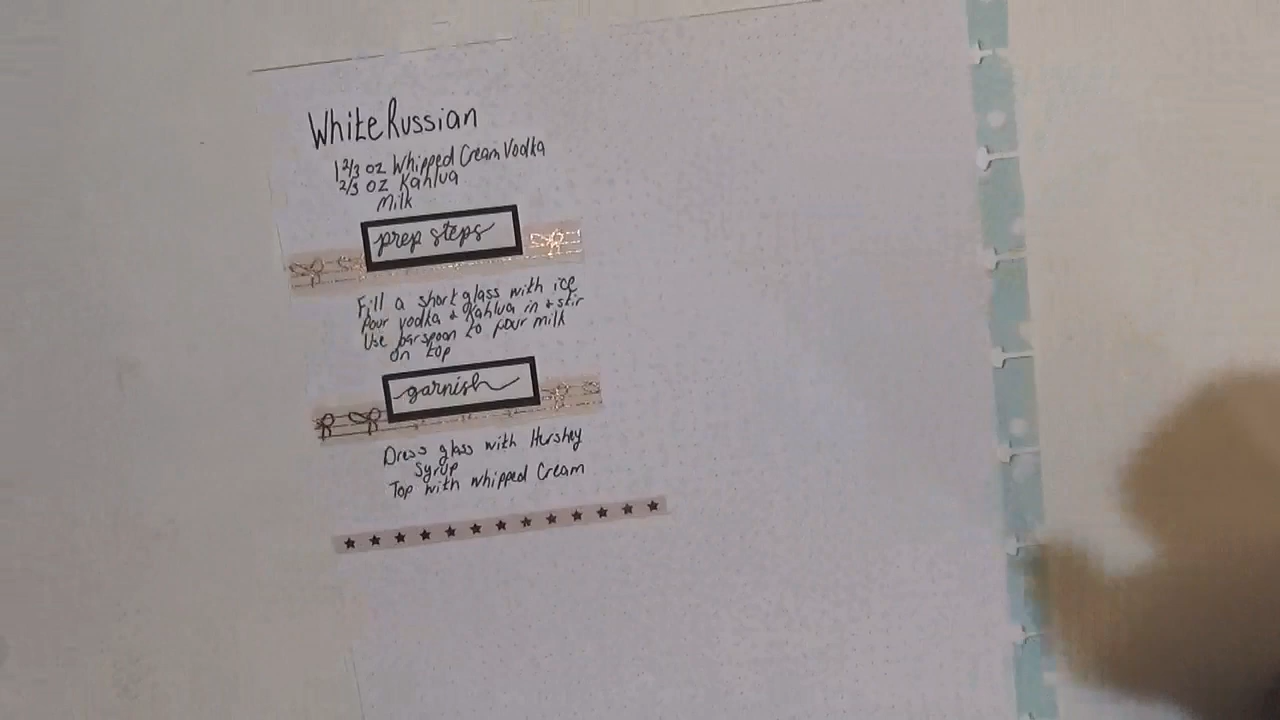 White Russian
1 2/3 oz Whipped Cream Vodka
2/3 oz Kahlua
Milk
prep steps
Fill a short glass with ice
Pour vodka & Kahlua in & stir
Use barspoon to pour milk
on top
garnish
Dress glass with Hershey
Syrup
Top with whipped Cream